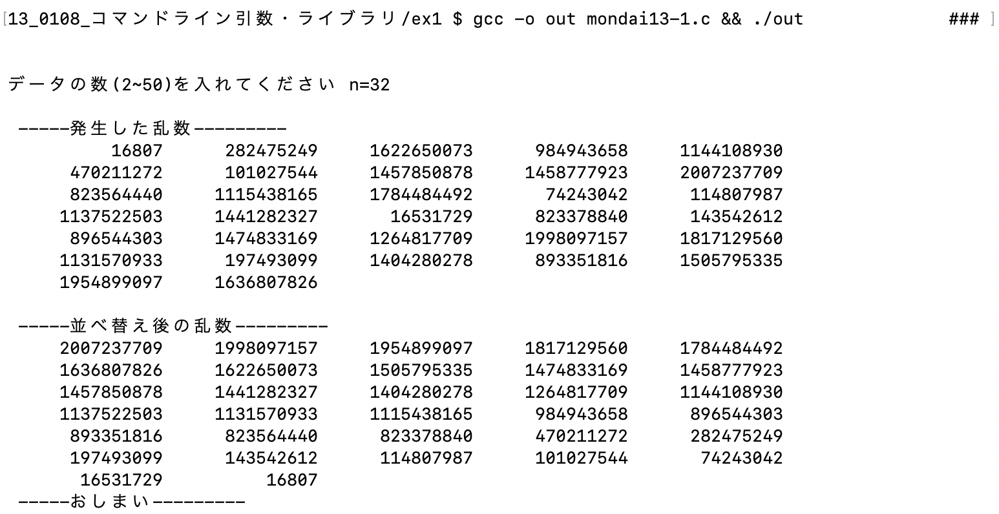 [13_0108_コマンドライン引数・ライブラリ/ex1 $ gcc -o out mondai13-1.c && ./out ### ]
データの数(2~50)を入れてください n=32
-----発生した乱数---------
16807 282475249 1622650073 984943658 1144108930
470211272 101027544 1457850878 1458777923 2007237709
823564440 1115438165 1784484492 74243042 114807987
1137522503 1441282327 16531729 823378840 143542612
896544303 1474833169 1264817709 1998097157 1817129560
1131570933 197493099 1404280278 893351816 1505795335
1954899097 1636807826
-----並べ替え後の乱数---------
2007237709 1998097157 1954899097 1817129560 1784484492
1636807826 1622650073 1505795335 1474833169 1458777923
1457850878 1441282327 1404280278 1264817709 1144108930
1137522503 1131570933 1115438165 984943658 896544303
893351816 823564440 823378840 470211272 282475249
197493099 143542612 114807987 101027544 74243042
16531729 16807
-----おしまい---------